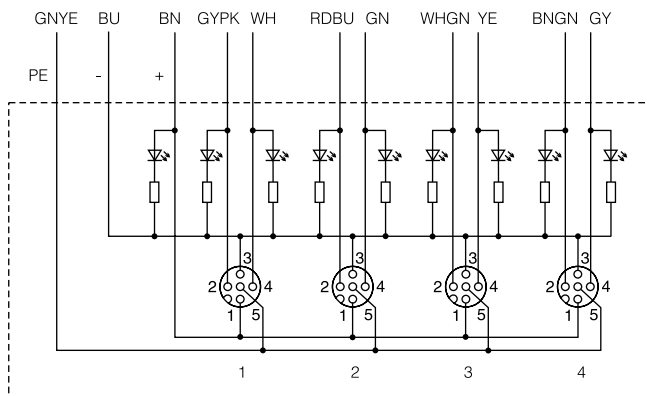 GNYE BU BN GYPK WH RDBU GN WHGN YE BNGN GY
PE - +
3 3 3 3
2 4 2 4 2 4 2 4
1 5 1 5 1 5 1 5
1 2 3 4